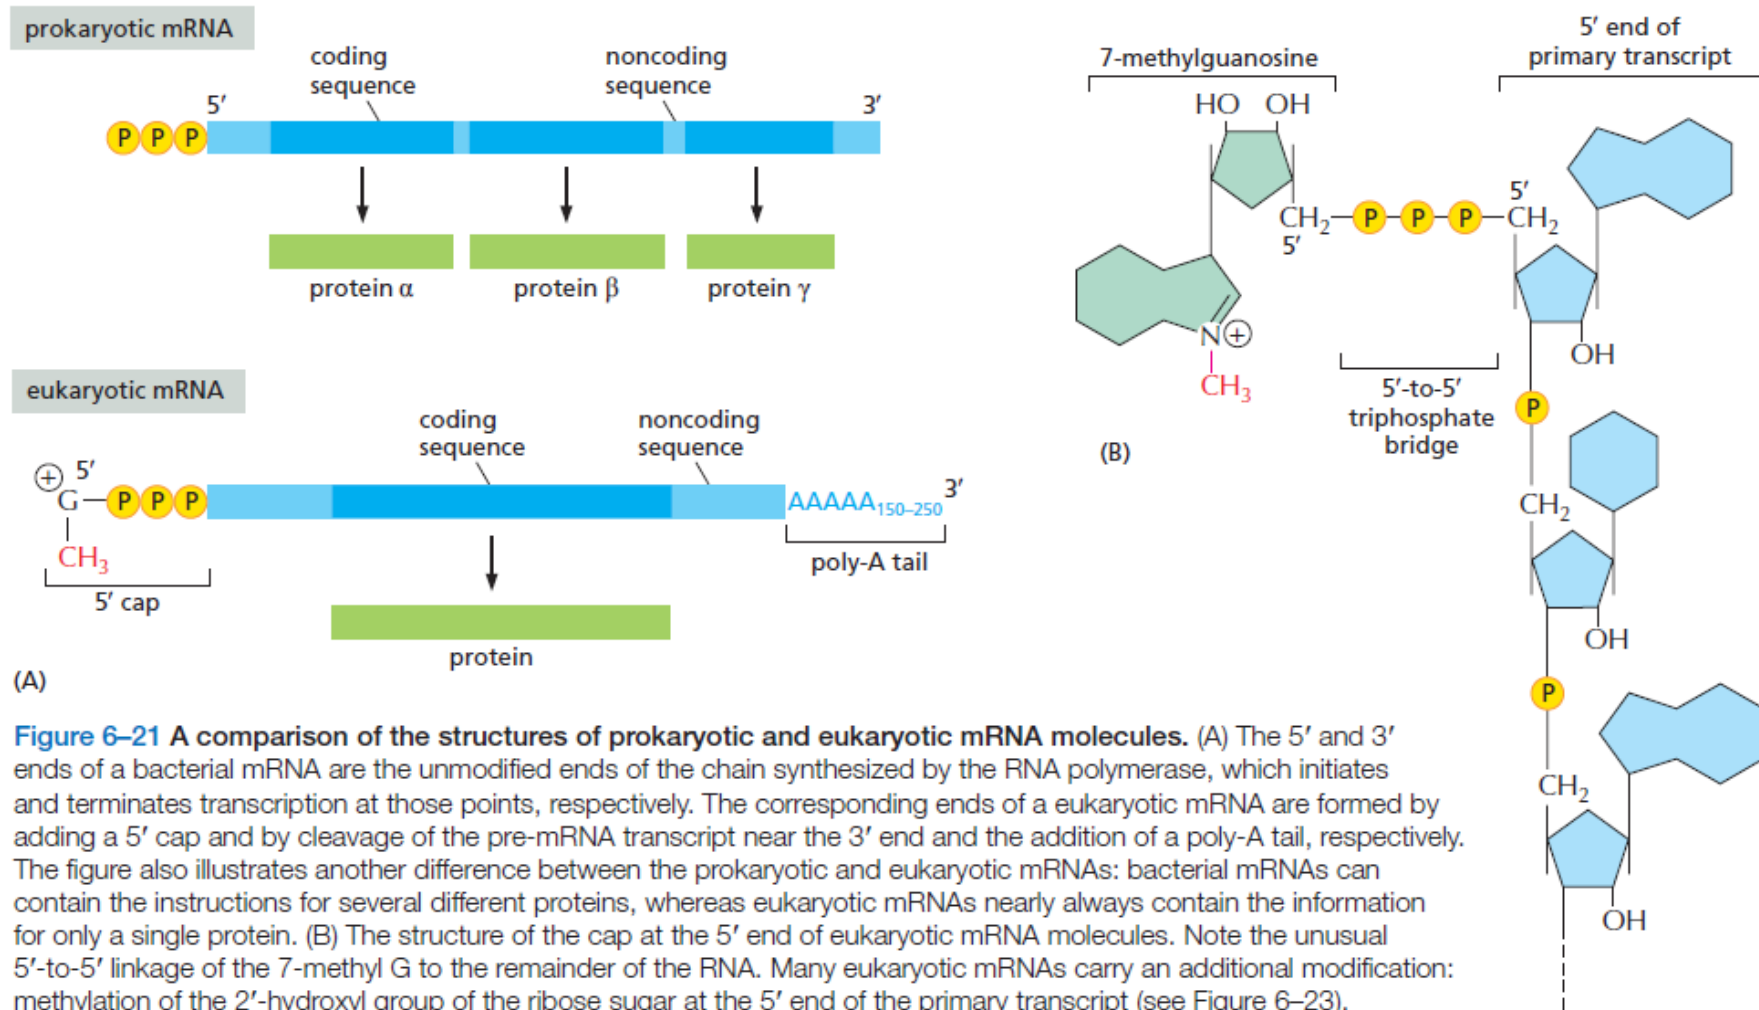 prokaryotic mRNA
coding
sequence
noncoding
sequence
5′
3′
P P P
protein α
protein β
protein γ
eukaryotic mRNA
coding
sequence
noncoding
sequence
+
5′
G
P P P
AAAAA150–250
3′
CH3
5′ cap
poly-A tail
protein
(A)
7-methylguanosine
5′ end of
primary transcript
HO OH
CH2 P P P CH2
5′
5′
N+
CH3
OH
5′-to-5′
triphosphate
bridge
P
(B)
CH2
OH
P
CH2
OH
Figure 6–21 A comparison of the structures of prokaryotic and eukaryotic mRNA molecules. (A) The 5′ and 3′
ends of a bacterial mRNA are the unmodified ends of the chain synthesized by the RNA polymerase, which initiates
and terminates transcription at those points, respectively. The corresponding ends of a eukaryotic mRNA are formed by
adding a 5′ cap and by cleavage of the pre-mRNA transcript near the 3′ end and the addition of a poly-A tail, respectively.
The figure also illustrates another difference between the prokaryotic and eukaryotic mRNAs: bacterial mRNAs can
contain the instructions for several different proteins, whereas eukaryotic mRNAs nearly always contain the information
for only a single protein. (B) The structure of the cap at the 5′ end of eukaryotic mRNA molecules. Note the unusual
5′-to-5′ linkage of the 7-methyl G to the remainder of the RNA. Many eukaryotic mRNAs carry an additional modification:
methylation of the 2′-hydroxyl group of the ribose sugar at the 5′ end of the primary transcript (see Figure 6–23).